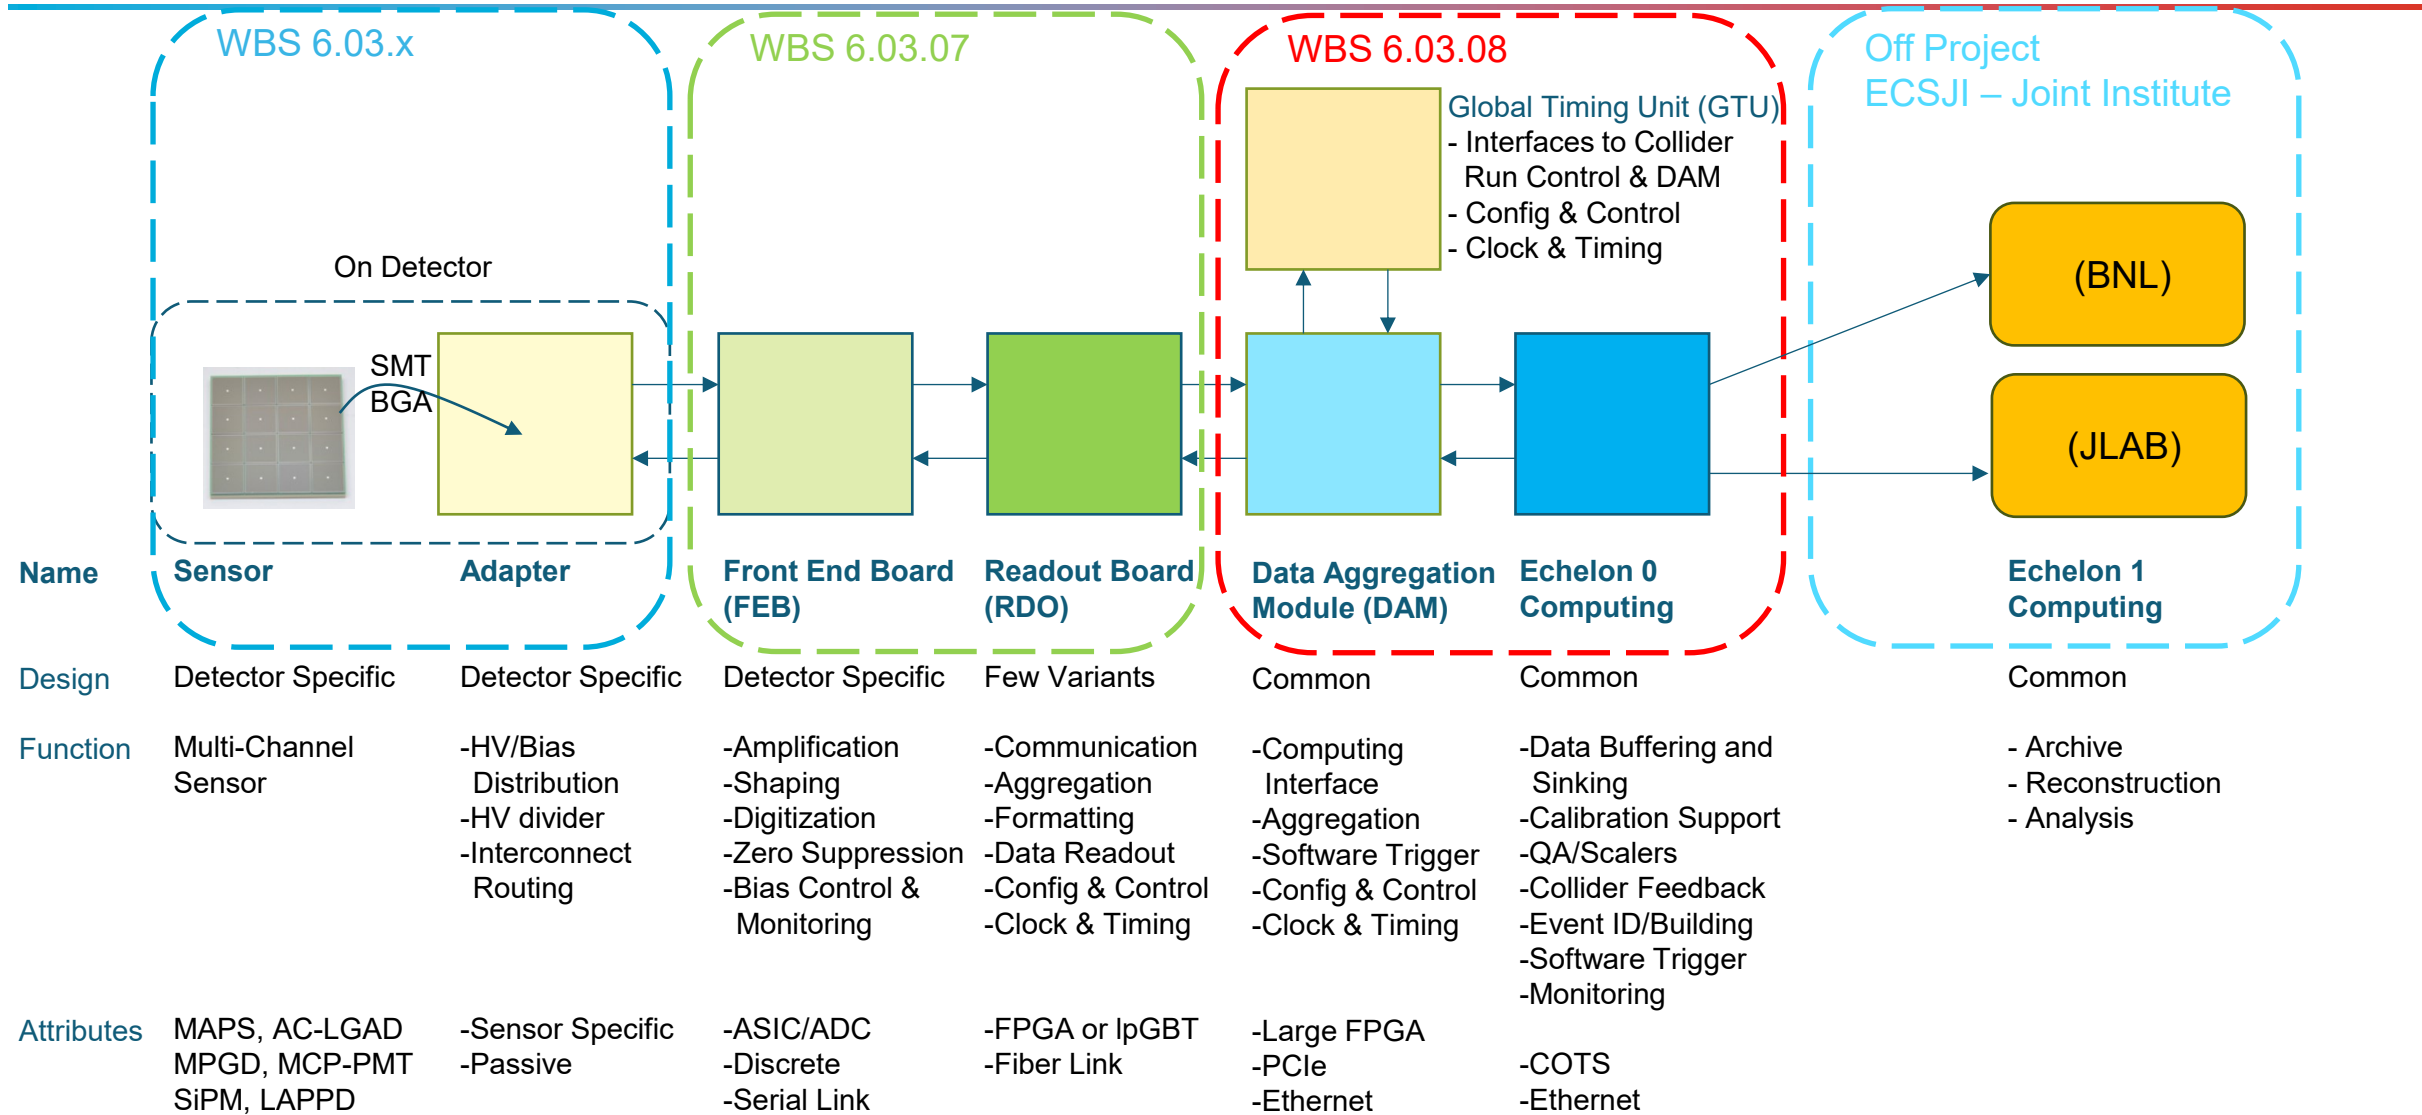 WBS 6.03.x
WBS 6.03.07
WBS 6.03.08
Off Project
ECSJI – Joint Institute
Global Timing Unit (GTU)
- Interfaces to Collider
Run Control & DAM
- Config & Control
- Clock & Timing
On Detector
SMT
BGA
(BNL)
(JLAB)
Name
Sensor
Adapter
Front End Board
(FEB)
Readout Board
(RDO)
Data Aggregation
Module (DAM)
Echelon 0
Computing
Echelon 1
Computing
Design
Detector Specific
Detector Specific
Detector Specific
Few Variants
Common
Common
Common
Function
Multi-Channel
Sensor
-HV/Bias
Distribution
-HV divider
-Interconnect
Routing
-Amplification
-Shaping
-Digitization
-Zero Suppression
-Bias Control &
Monitoring
-Communication
-Aggregation
-Formatting
-Data Readout
-Config & Control
-Clock & Timing
-Computing
Interface
-Aggregation
-Software Trigger
-Config & Control
-Clock & Timing
-Data Buffering and
Sinking
-Calibration Support
-QA/Scalers
-Collider Feedback
-Event ID/Building
-Software Trigger
-Monitoring
- Archive
- Reconstruction
- Analysis
Attributes
MAPS, AC-LGAD
MPGD, MCP-PMT
SiPM, LAPPD
-Sensor Specific
-Passive
-ASIC/ADC
-Discrete
-Serial Link
-FPGA or lpGBT
-Fiber Link
-Large FPGA
-PCIe
-Ethernet
-COTS
-Ethernet